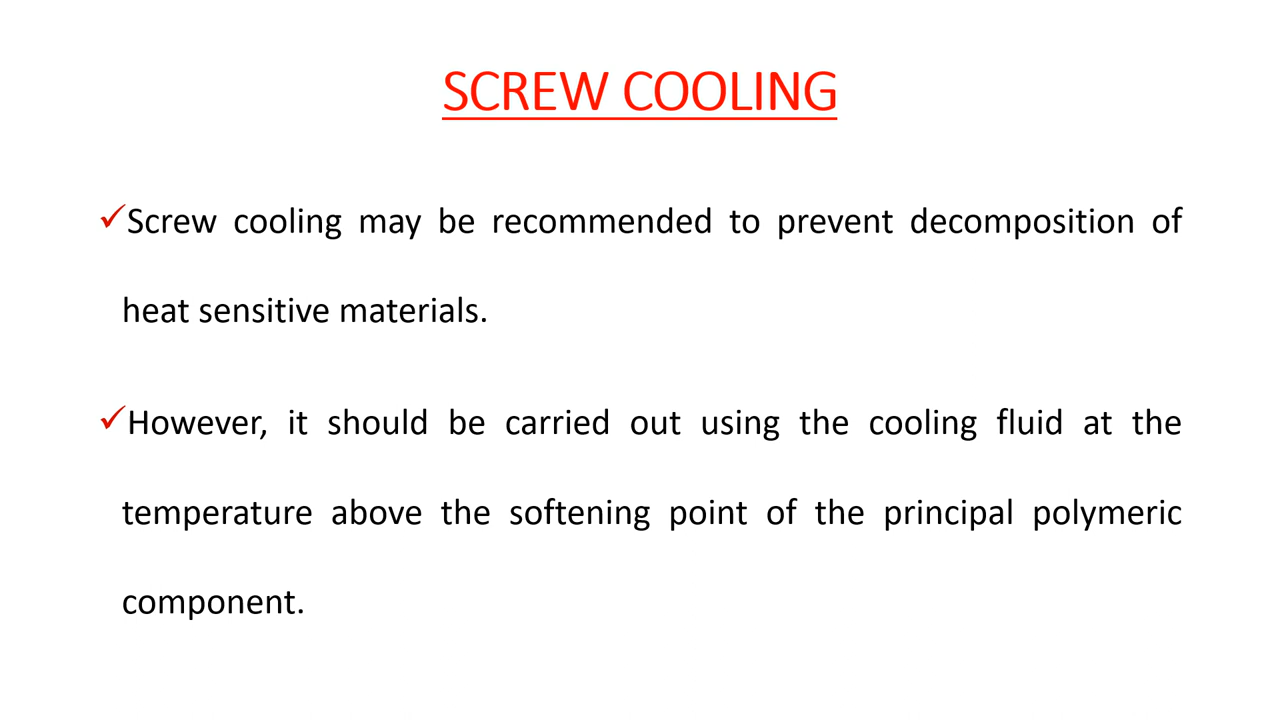 SCREW COOLING
✓Screw cooling may be recommended to prevent decomposition of
heat sensitive materials.
✓However, it should be carried out using the cooling fluid at the
temperature above the softening point of the principal polymeric
component.